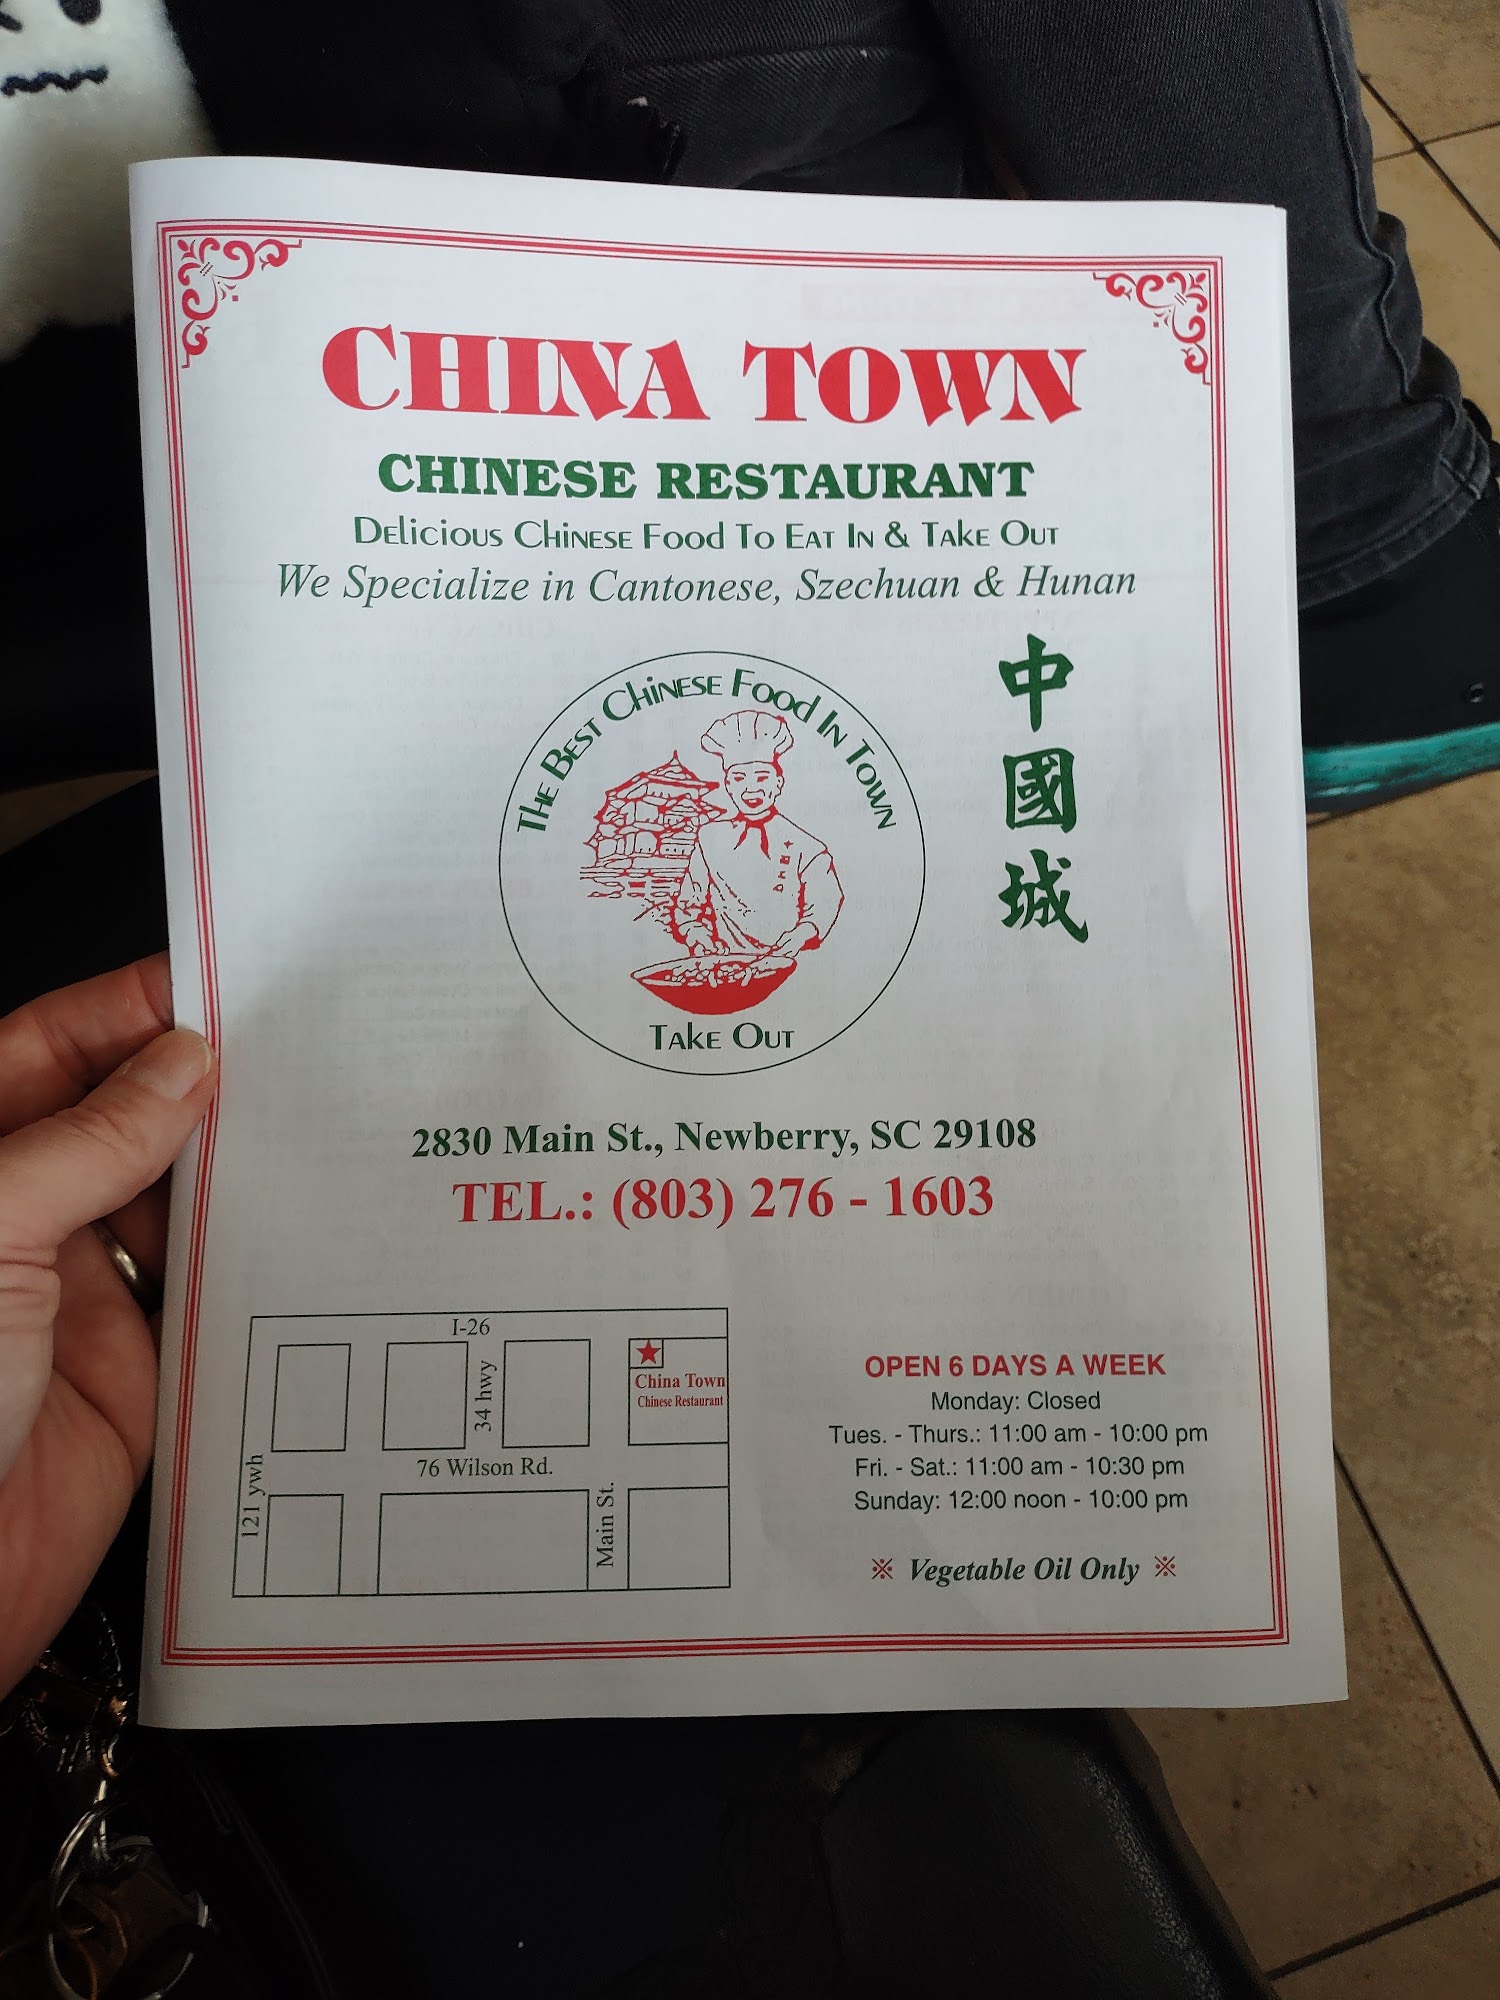 CHINA TOWN
CHINESE RESTAURANT
Delicious Chinese Food To Eat In & Take Out
We Specialize in Cantonese, Szechuan & Hunan
中國城
The Best Chinese Food In Town
Take Out
2830 Main St., Newberry, SC 29108
TEL.: (803) 276 - 1603
I-26
34 hwy
China Town
Chinese Restaurant
76 Wilson Rd.
121 ywh
Main St.
OPEN 6 DAYS A WEEK
Monday: Closed
Tues. - Thurs.: 11:00 am - 10:00 pm
Fri. - Sat.: 11:00 am - 10:30 pm
Sunday: 12:00 noon - 10:00 pm
※ Vegetable Oil Only ※